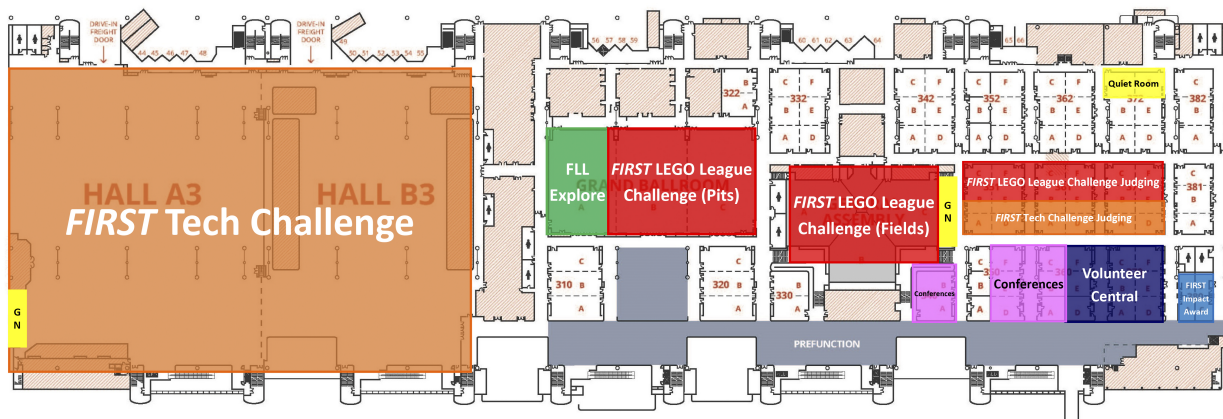 DRIVE-IN
FREIGHT
DOOR
44 45 46 47 48
DRIVE-IN
FREIGHT
DOOR
49
50 51 52 53 54 55
56 57 58 59
60 61 62 63 64
65 66
322
B
A
C F
332
B E
A D
C F
342
B E
A D
C F
352
B E
A D
C F
362
B E
A D
Quiet Room
372
B E
A D
C
382
B
A
HALL A3
HALL B3
FIRST Tech Challenge
G
N
FLL
Explore
GRAND BALLROOM
FIRST LEGO League
Challenge (Pits)
A B C
ASSEMBLY
FIRST LEGO League
Challenge (Fields)
G
N
FIRST LEGO League Challenge Judging
FIRST Tech Challenge Judging
C
381
B
A
C
310
B
A
C
320
B
A
C
330
B
A
Conferences
A
C
350
B
A
F
D
Conferences
Volunteer
Central
FIRST
Impact
Award
PREFUNCTION